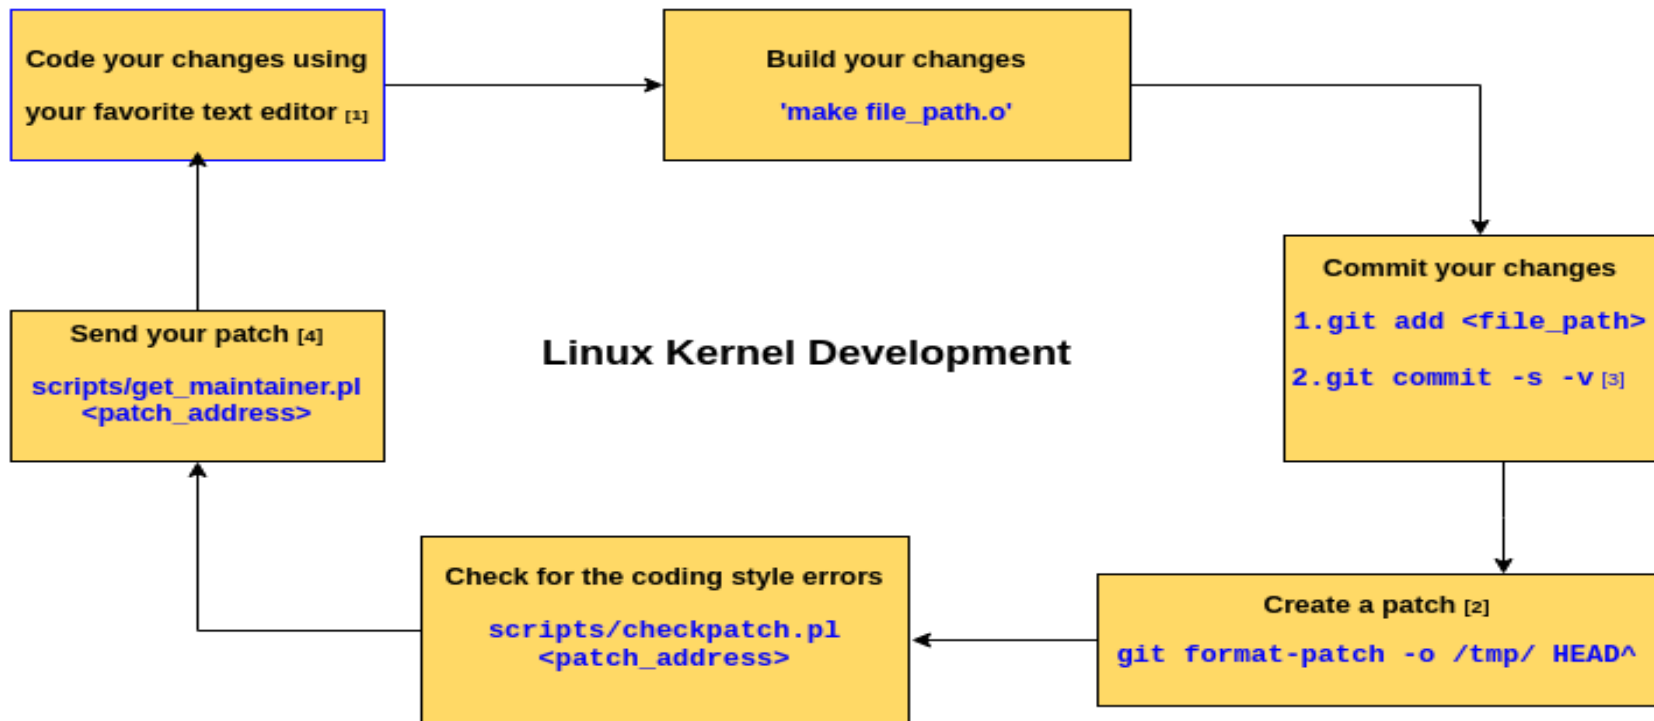 Code your changes using
your favorite text editor [1]
Build your changes
'make file_path.o'
Commit your changes
1.git add <file_path>
2.git commit -s -v [3]
Send your patch [4]
scripts/get_maintainer.pl
<patch_address>
Linux Kernel Development
Check for the coding style errors
scripts/checkpatch.pl
<patch_address>
Create a patch [2]
git format-patch -o /tmp/ HEAD^